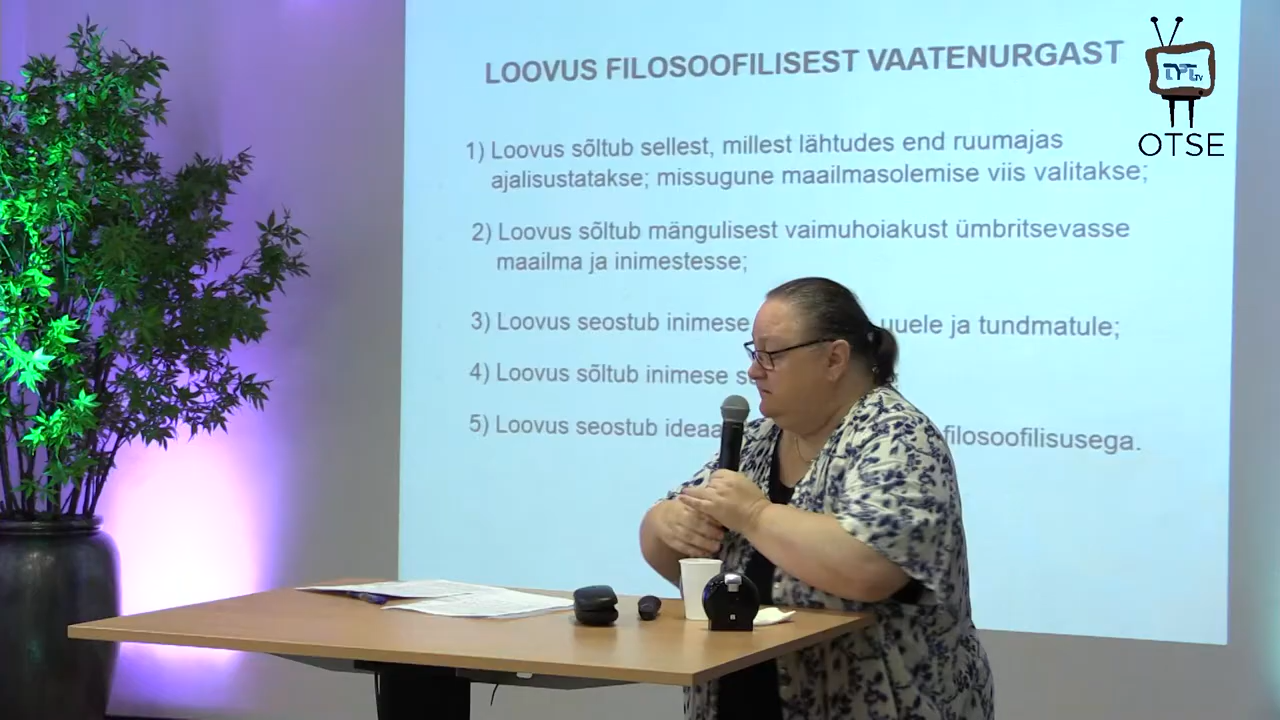 LOOVUS FILOSOOFILISEST VAATENURGAST
1) Loovus sõltub sellest, millest lähtudes end ruumajas
ajalisustatakse; missugune maailmasolemise viis valitakse;
2) Loovus sõltub mängulisest vaimuhoiakust ümbritsevasse
maailma ja inimestesse;
3) Loovus seostub inimese uuele ja tundmatule;
4) Loovus sõltub inimese
5) Loovus seostub filosoofilisusega.
TV
OTSE